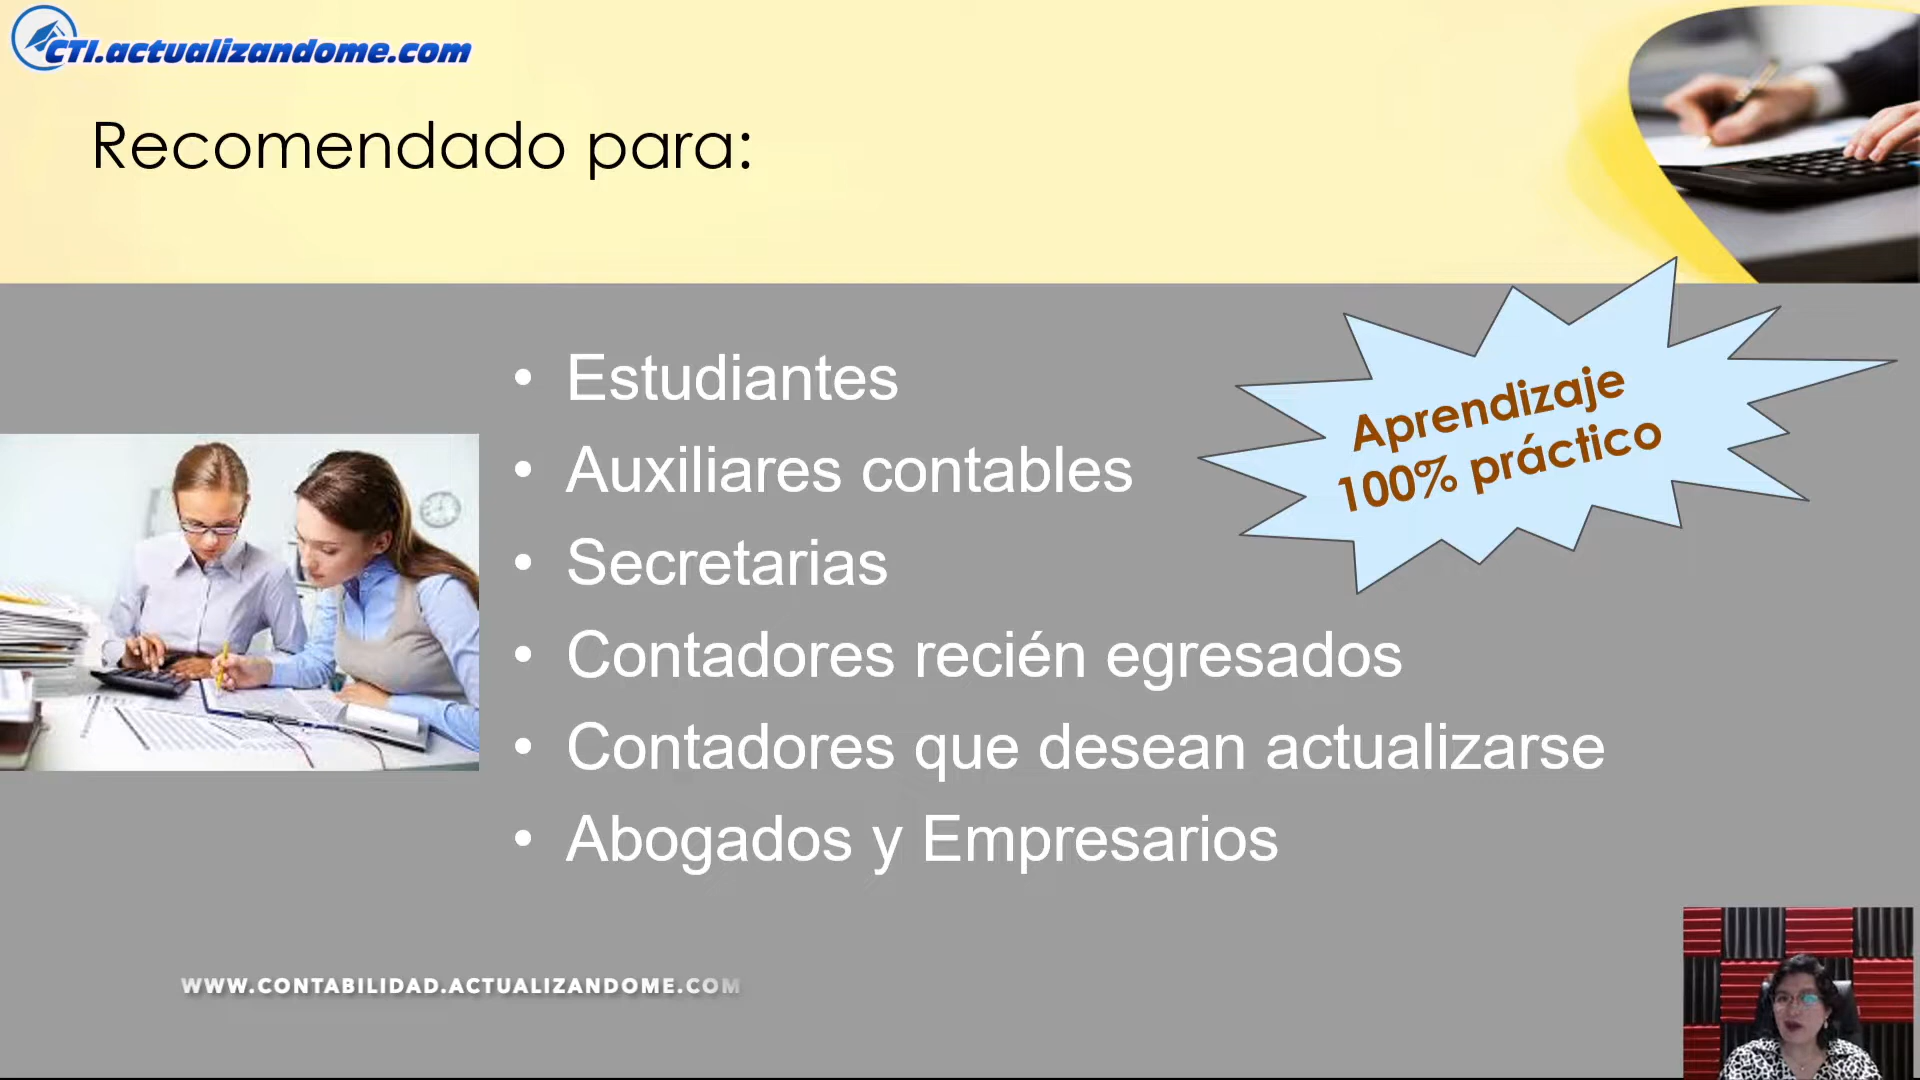 CTI.actualizandome.com
Recomendado para:
• Estudiantes
• Auxiliares contables
• Secretarias
• Contadores recién egresados
• Contadores que desean actualizarse
• Abogados y Empresarios
Aprendizaje
100% práctico
WWW.CONTABILIDAD.ACTUALIZANDOME.COM